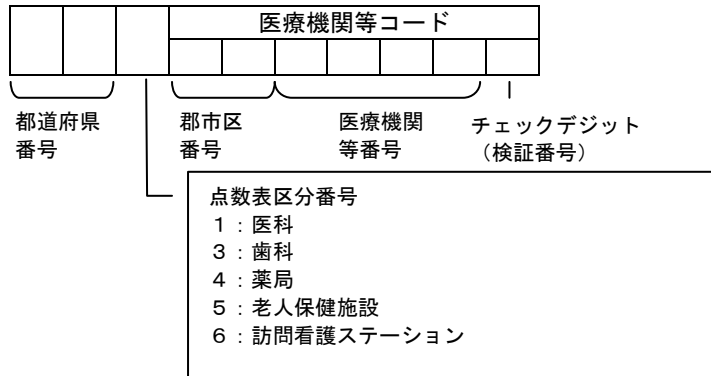 医療機関等コード
都道府県
番号
郡市区
番号
医療機関
等番号
チェックデジット
（検証番号）
点数表区分番号
１：医科
３：歯科
４：薬局
５：老人保健施設
６：訪問看護ステーション